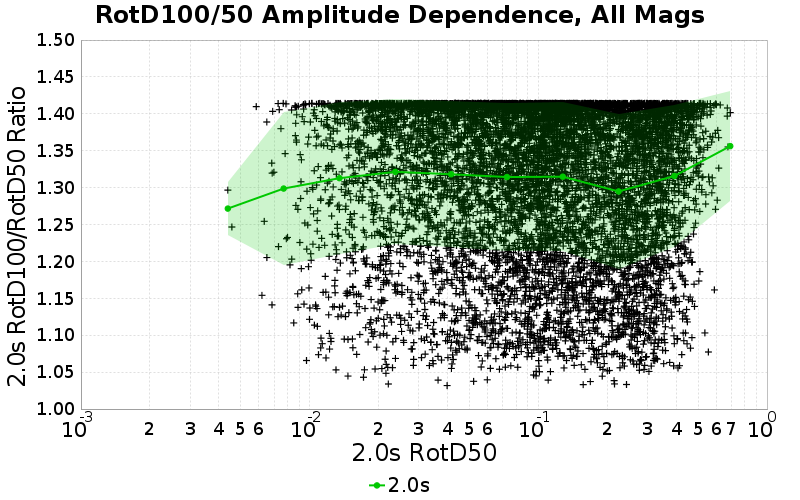 RotD100/50 Amplitude Dependence, All Mags
2.0s RotD100/RotD50 Ratio
1.50
1.45
1.40
1.35
1.30
1.25
1.20
1.15
1.10
1.05
1.00
10-3 2 3 4 5 6 10-2 2 3 4 5 6 10-1 2 3 4 5 6 7 100
2.0s RotD50
2.0s